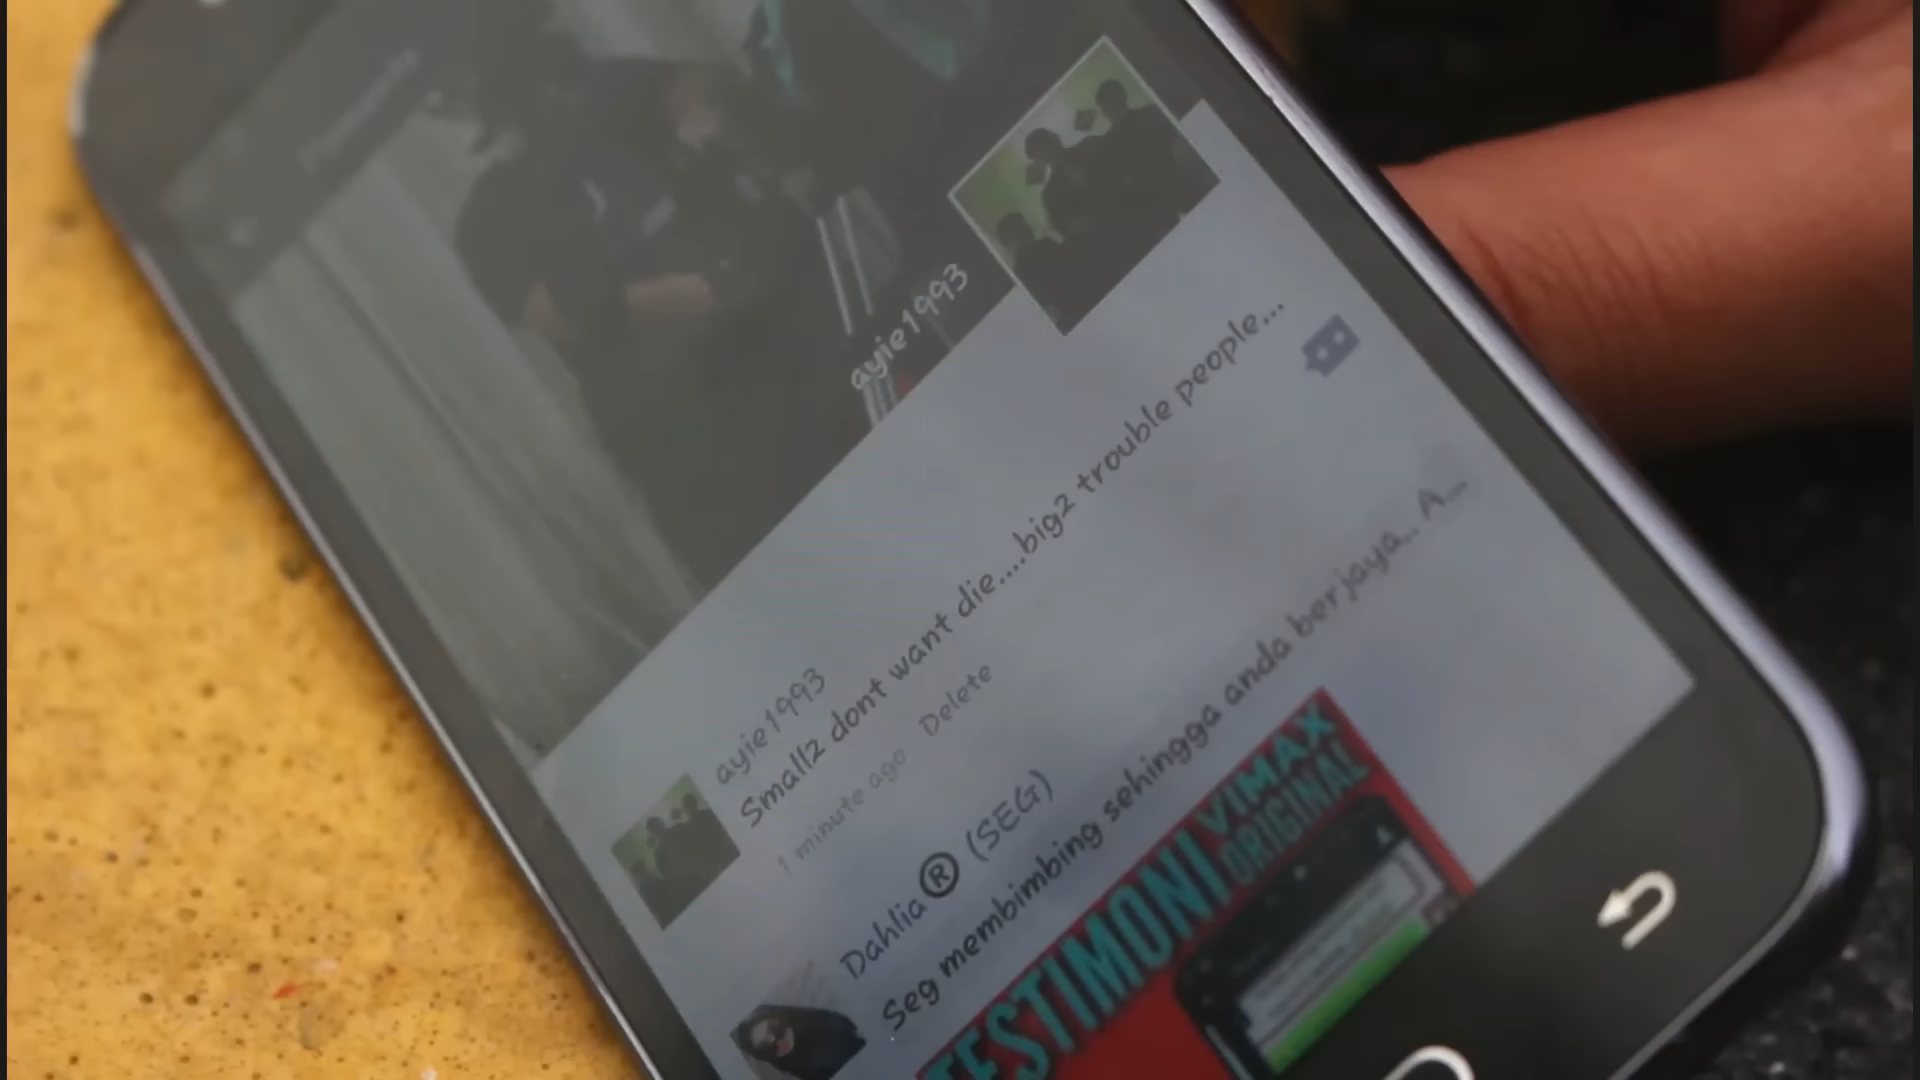 ayie1993
ayie1993
Small2 dont want die....big2 trouble people...
1 minute ago Delete
Dahlia® (SEG)
Seg membimbing sehingga anda berjaya.. A...
TESTIMONI VIMAX
ORIGINAL